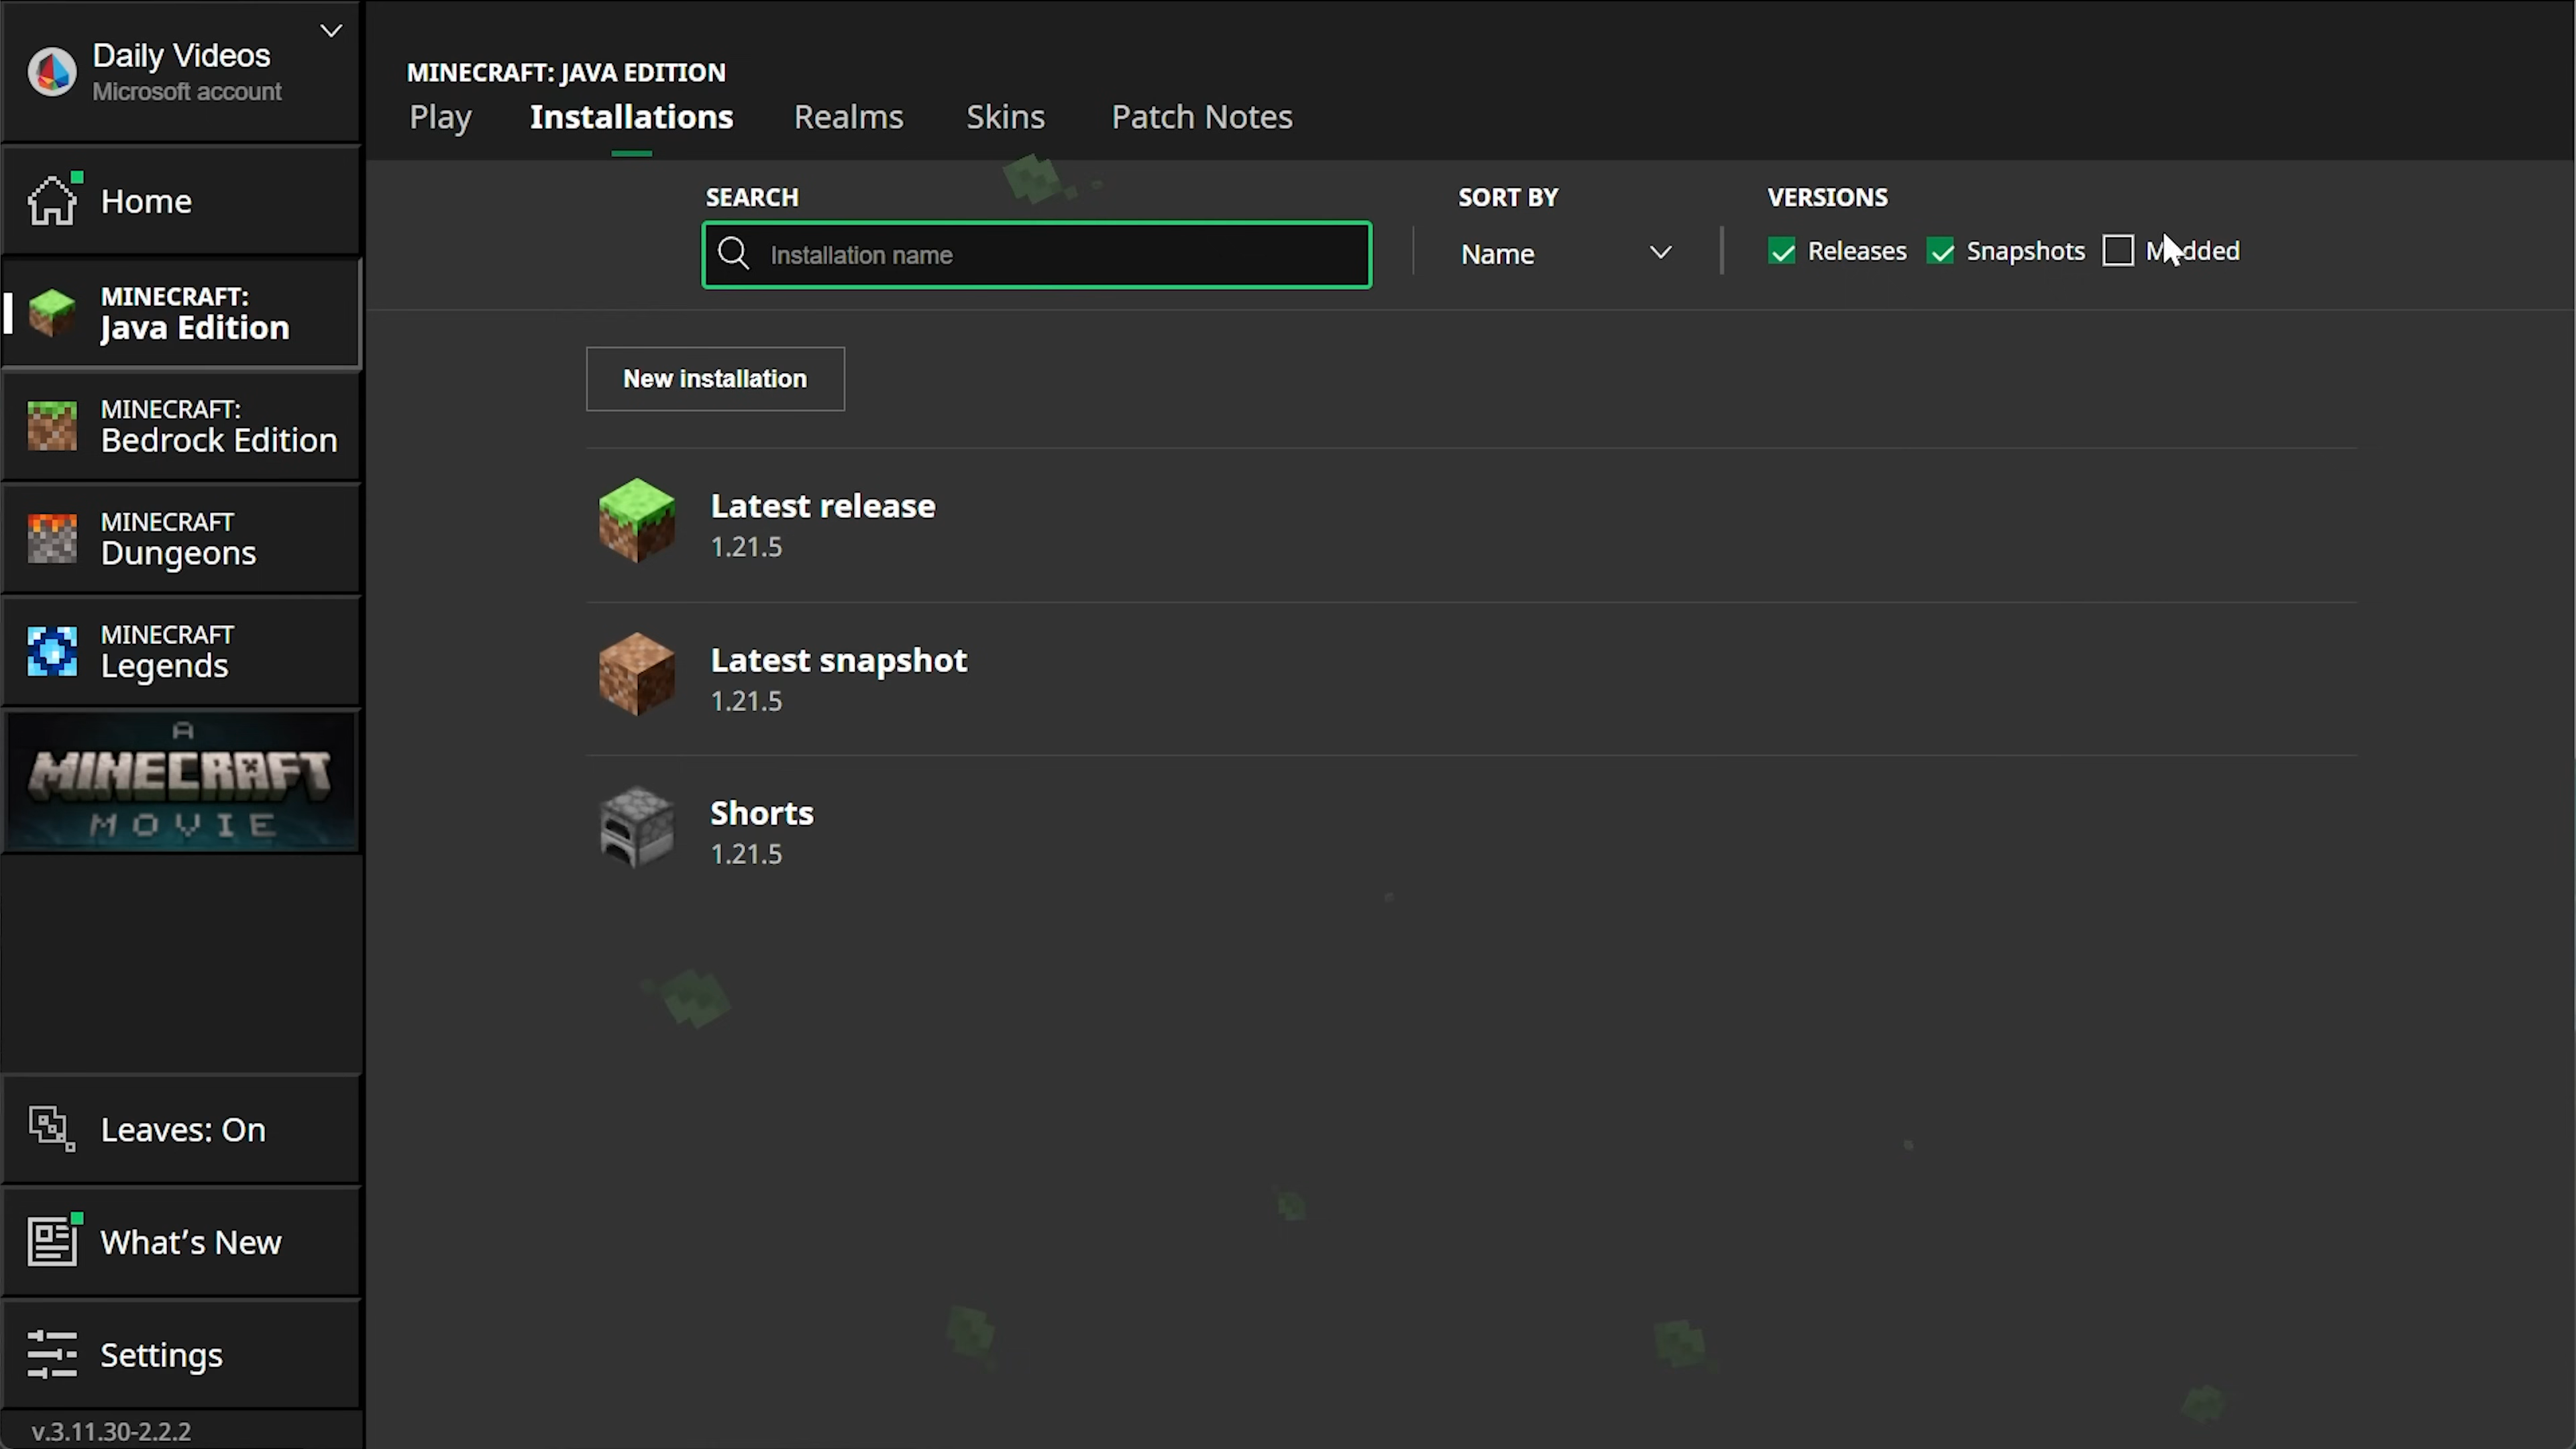 Daily Videos
Microsoft account
MINECRAFT: JAVA EDITION
Play Installations Realms Skins Patch Notes
Home
MINECRAFT:
Java Edition
MINECRAFT:
Bedrock Edition
MINECRAFT
Dungeons
MINECRAFT
Legends
A
MINECRAFT
MOVIE
Leaves: On
What's New
Settings
v.3.11.30-2.2.2
SEARCH
Installation name
SORT BY
Name
VERSIONS
Releases Snapshots Modded
New installation
Latest release
1.21.5
Latest snapshot
1.21.5
Shorts
1.21.5